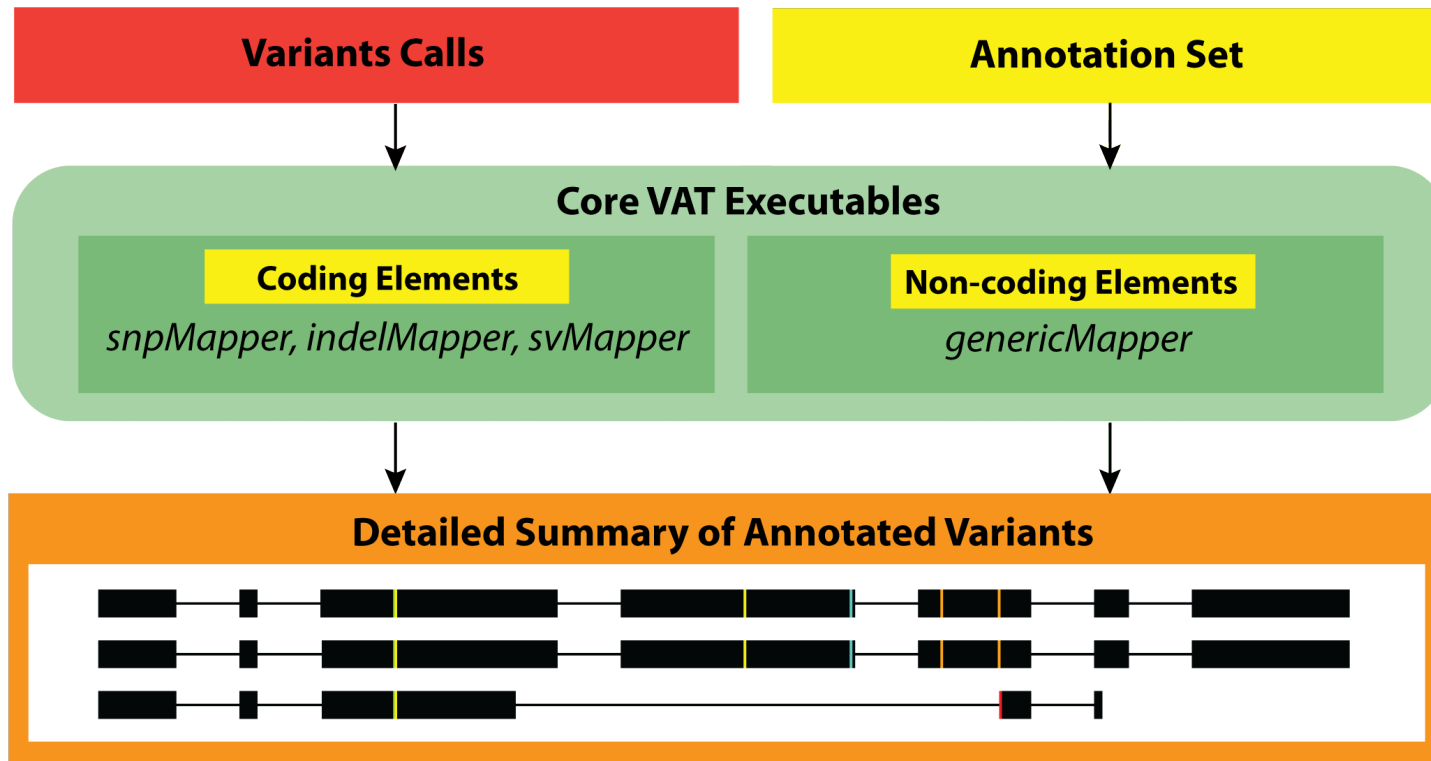 Variants Calls
Annotation Set
Core VAT Executables
Coding Elements
Non-coding Elements
snpMapper, indelMapper, svMapper
genericMapper
Detailed Summary of Annotated Variants